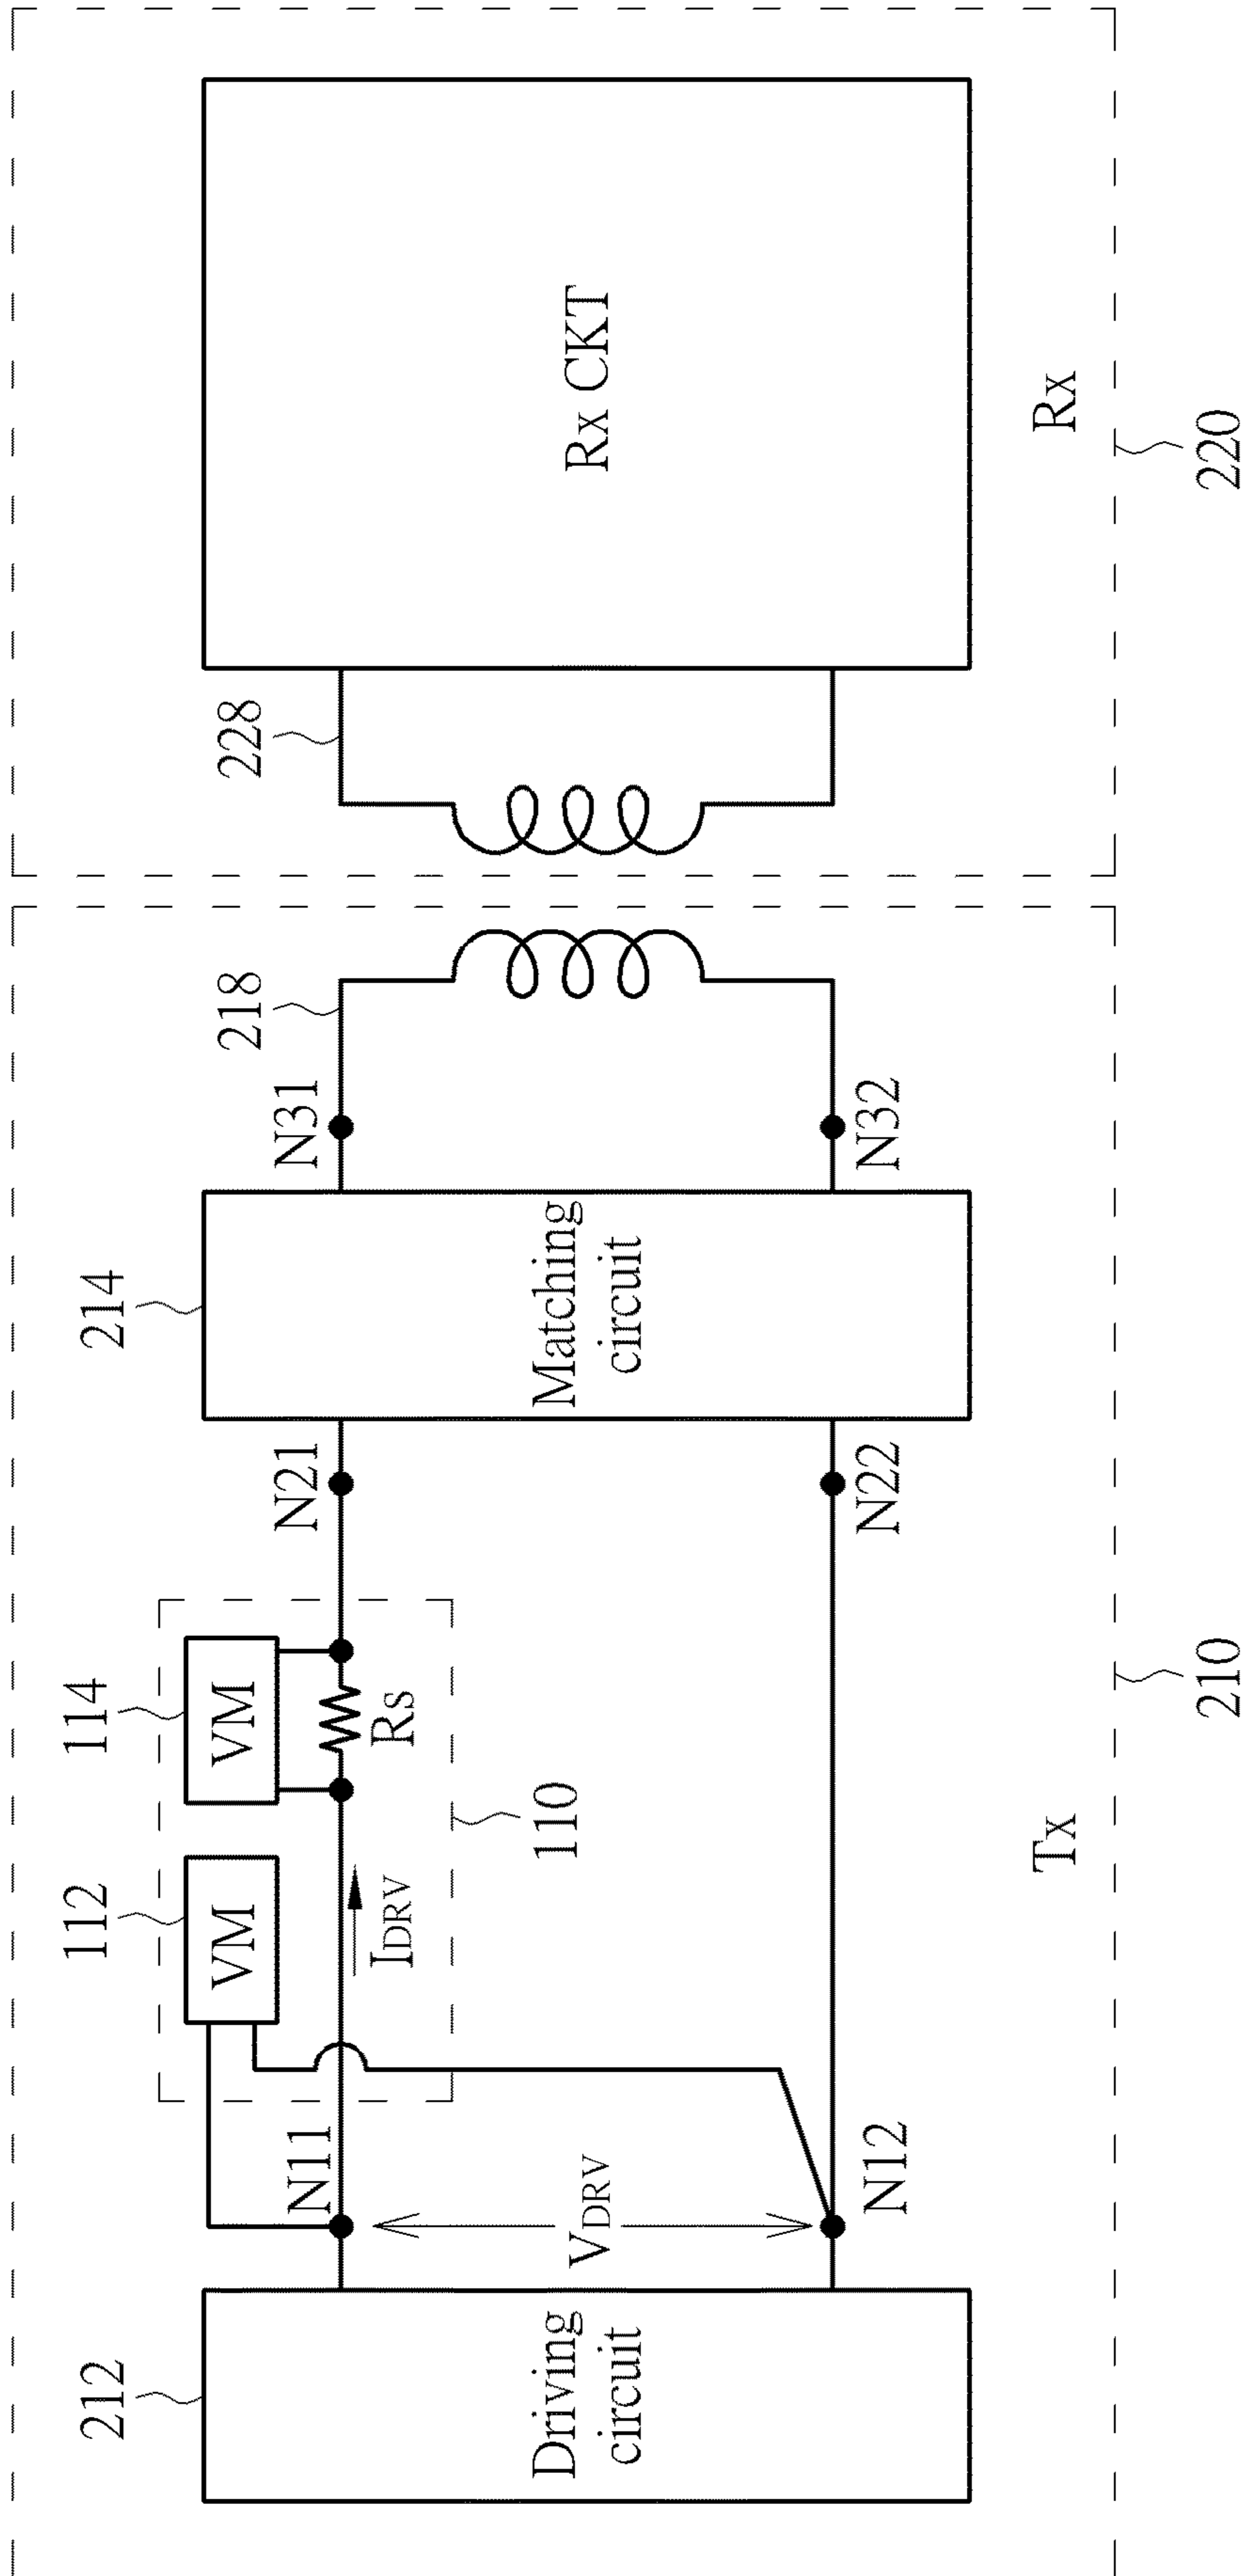 212
Driving
circuit
N11
VDRV
N12
112
VM
114
VM
IDRV
Rs
110
N21
N22
214
Matching
circuit
N31
N32
218
Tx
210
228
Rx CKT
Rx
220